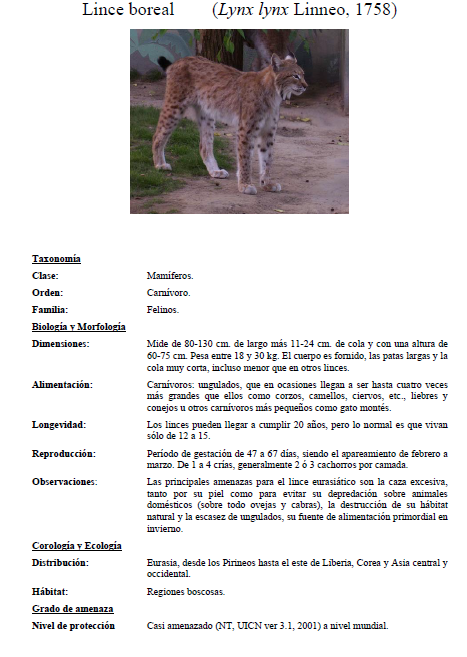 Lince boreal (Lynx lynx Linneo, 1758)
Taxonomía
Clase: Mamíferos.
Orden: Carnívoro.
Familia: Felinos.
Biología y Morfología
Dimensiones: Mide de 80-130 cm. de largo más 11-24 cm. de cola y con una altura de
60-75 cm. Pesa entre 18 y 30 kg. El cuerpo es fornido, las patas largas y la
cola muy corta, incluso menor que en otros linces.
Alimentación: Carnívoros: ungulados, que en ocasiones llegan a ser hasta cuatro veces
más grandes que ellos como corzos, camellos, ciervos, etc., liebres y
conejos u otros carnívoros más pequeños como gato montés.
Longevidad: Los linces pueden llegar a cumplir 20 años, pero lo normal es que vivan
sólo de 12 a 15.
Reproducción: Período de gestación de 47 a 67 días, siendo el apareamiento de febrero a
marzo. De 1 a 4 crías, generalmente 2 ó 3 cachorros por camada.
Observaciones: Las principales amenazas para el lince eurasiático son la caza excesiva,
tanto por su piel como para evitar su depredación sobre animales
domésticos (sobre todo ovejas y cabras), la destrucción de su hábitat
natural y la escasez de ungulados, su fuente de alimentación primordial en
invierno.
Corología y Ecología
Distribución: Eurasia, desde los Pirineos hasta el este de Liberia, Corea y Asia central y
occidental.
Hábitat: Regiones boscosas.
Grado de amenaza
Nivel de protección Casi amenazado (NT, UICN ver 3.1, 2001) a nivel mundial.